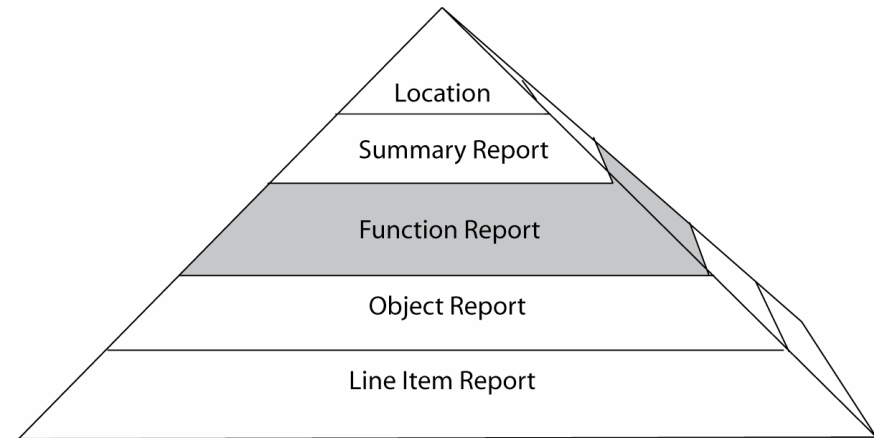 Location
Summary Report
Function Report
Object Report
Line Item Report